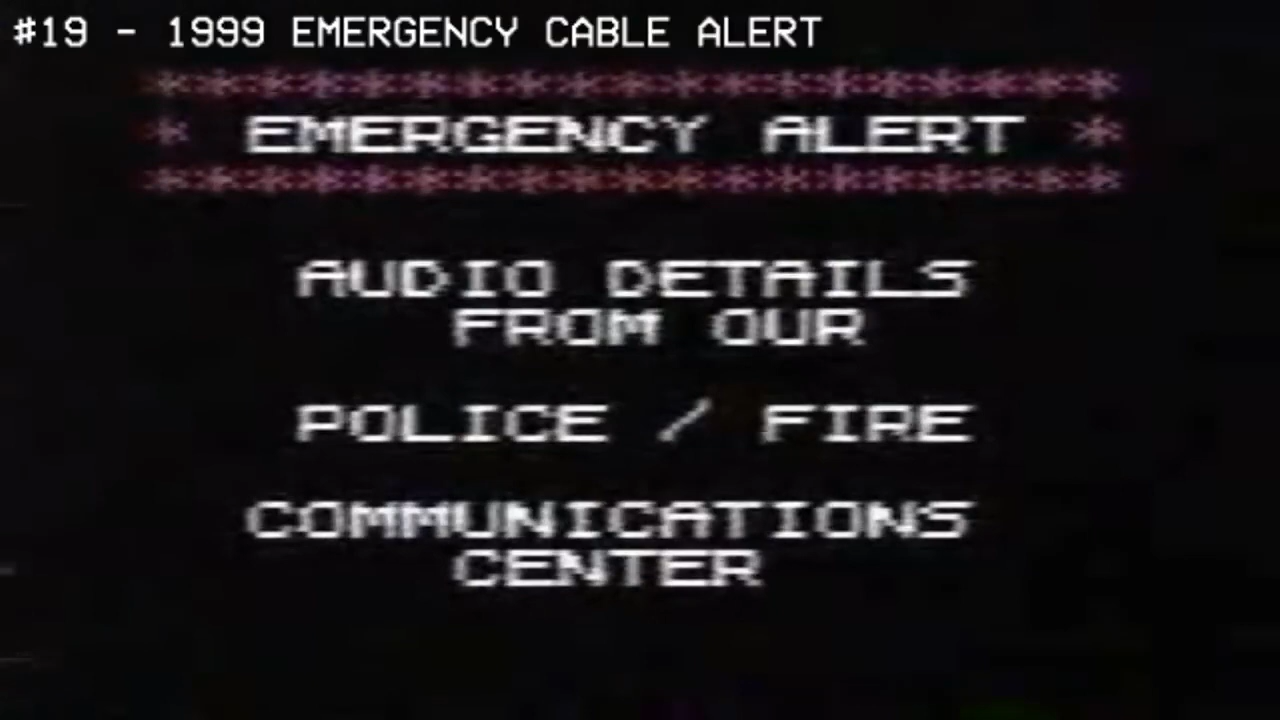 #19 - 1999 EMERGENCY CABLE ALERT
*******************
* EMERGENCY ALERT *
*******************
AUDIO DETAILS
FROM OUR
POLICE / FIRE
COMMUNICATIONS
CENTER